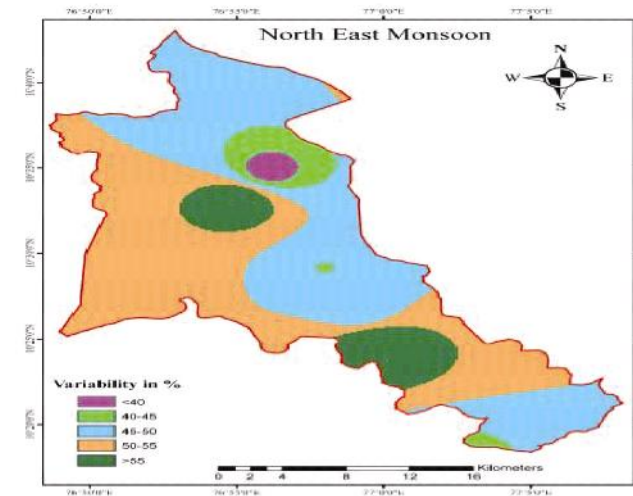 76°50'0"E 76°55'0"E 77°0'0"E 77°5'0"E
North East Monsoon
N
W E
S
Variability in %
<40
40-45
45-50
50-55
>55
Kilometers
0 2 4 8 12 16
76°50'0"E 76°55'0"E 77°0'0"E 77°5'0"E